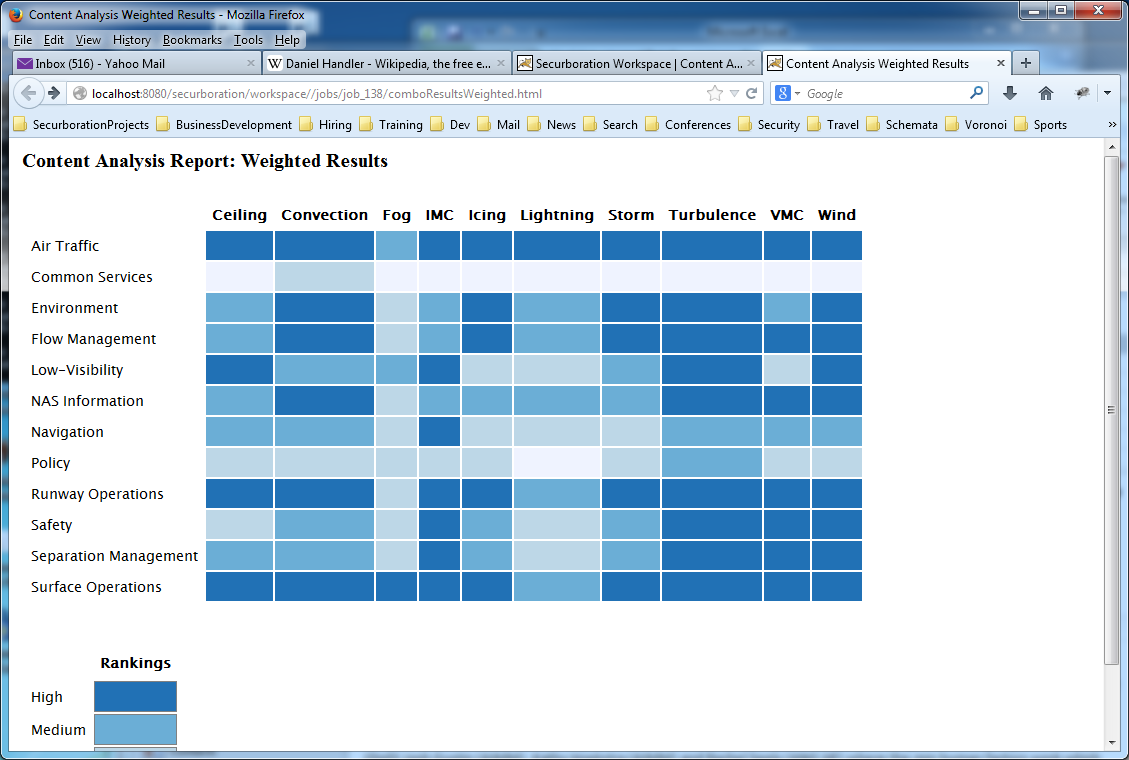 Content Analysis Weighted Results - Mozilla Firefox
File Edit View History Bookmarks Tools Help
Inbox (516) - Yahoo Mail
Daniel Handler - Wikipedia, the free e...
Securboration Workspace | Content A...
Content Analysis Weighted Results
localhost:8080/securboration/workspace//jobs/job_138/comboResultsWeighted.html
Google
SecurborationProjects BusinessDevelopment Hiring Training Dev Mail News Search Conferences Security Travel Schemata Voronoi Sports
Content Analysis Report: Weighted Results
Ceiling Convection Fog IMC Icing Lightning Storm Turbulence VMC Wind
Air Traffic
Common Services
Environment
Flow Management
Low-Visibility
NAS Information
Navigation
Policy
Runway Operations
Safety
Separation Management
Surface Operations
Rankings
High
Medium